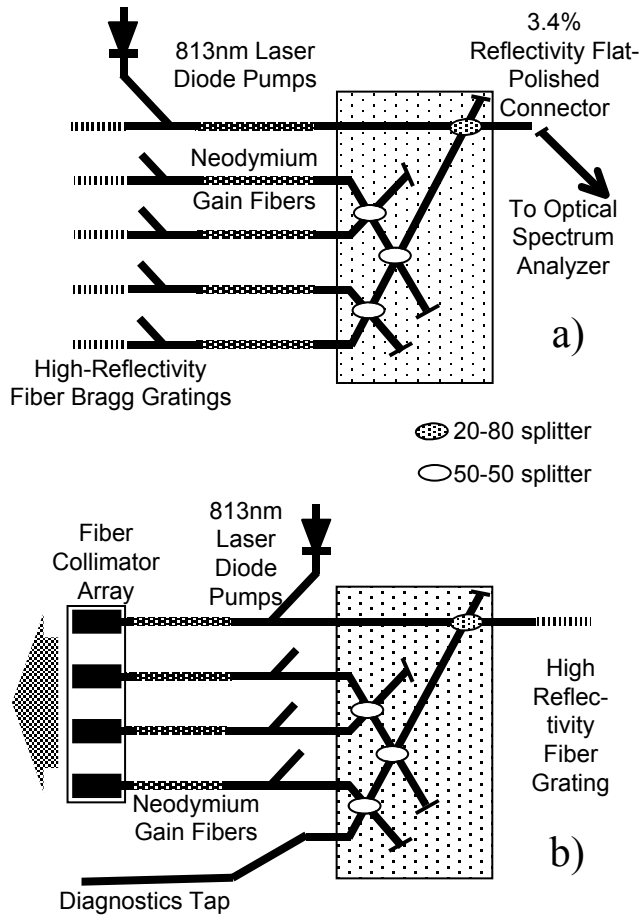 813nm Laser
Diode Pumps
3.4%
Reflectivity Flat-
Polished
Connector
Neodymium
Gain Fibers
To Optical
Spectrum
Analyzer
a)
High-Reflectivity
Fiber Bragg Gratings
20-80 splitter
50-50 splitter
Fiber
Collimator
Array
813nm
Laser
Diode
Pumps
High
Reflec-
tivity
Fiber
Grating
Neodymium
Gain Fibers
b)
Diagnostics Tap